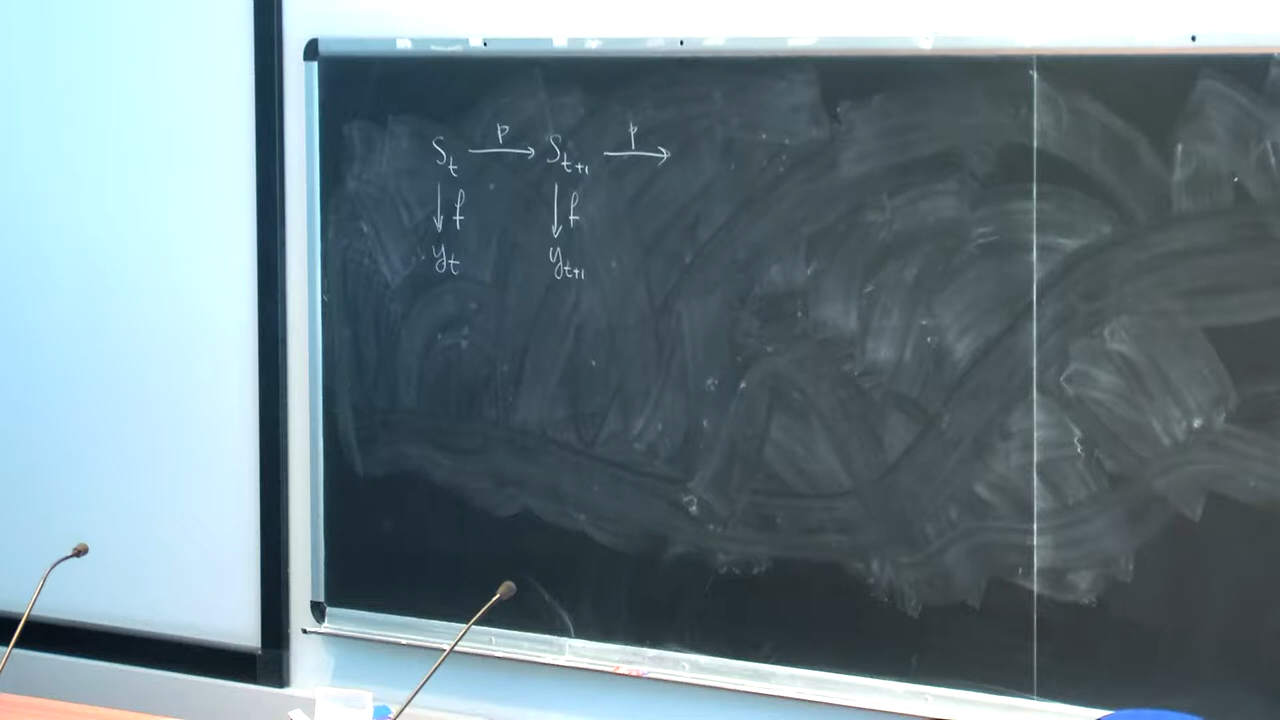 S_t →p S_{t+1} →p
↓ f ↓ f
y_t y_{t+1}